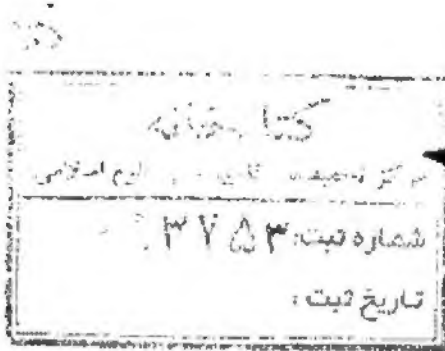 کتابخانه
مرکز تحقیقات علوم اسلامی
شماره ثبت: ۳۷۵۳
تاریخ ثبت :